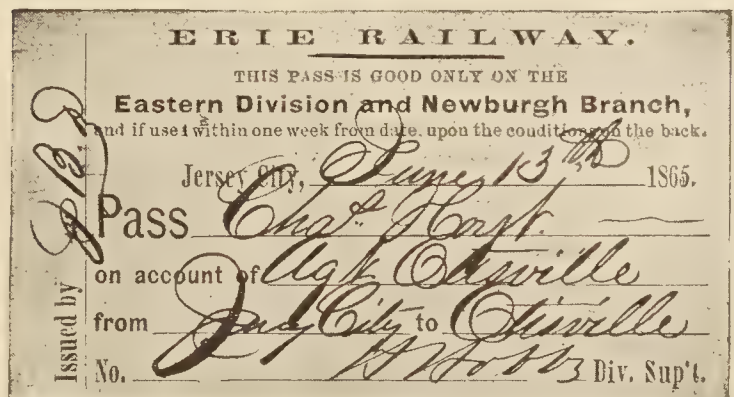 ERIE RAILWAY.
THIS PASS IS GOOD ONLY ON THE
Eastern Division and Newburgh Branch,
and if used within one week from date, upon the conditions on the back.
Jersey City, June 13th 1865.
Pass Chas. Hoyt.
on account of Agt Otisville
from City to Otisville
No. Div. Sup't.
Issued by